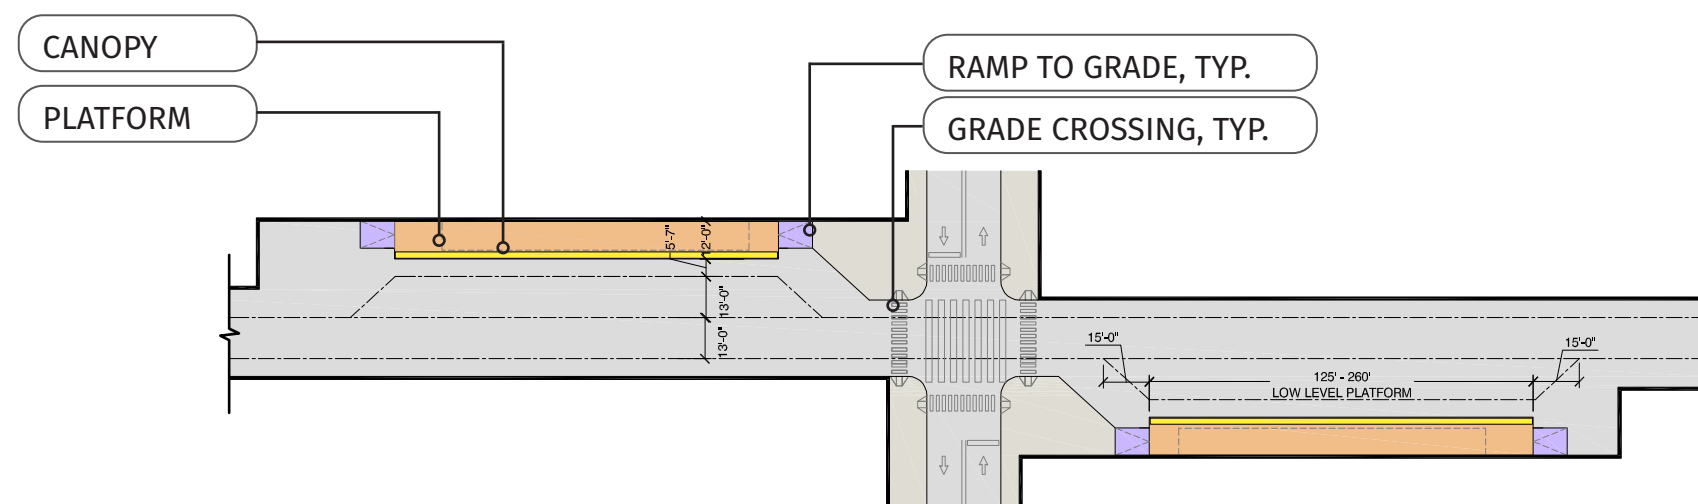 CANOPY
RAMP TO GRADE, TYP.
PLATFORM
GRADE CROSSING, TYP.
5'-7"
12'-0"
13'-0"
13'-0"
15'-0"
15'-0"
125' - 260'
LOW LEVEL PLATFORM